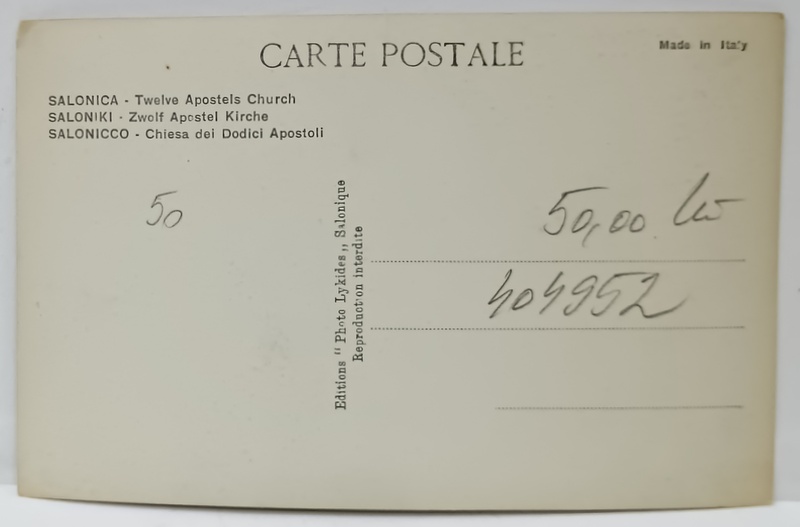 CARTE POSTALE
Made in Italy
SALONICA - Twelve Apostels Church
SALONIKI - Zwolf Apostel Kirche
SALONICCO - Chiesa dei Dodici Apostoli
50
Editions " Photo Lykides „ Salonique
Reproduction interdite
50,00
404952